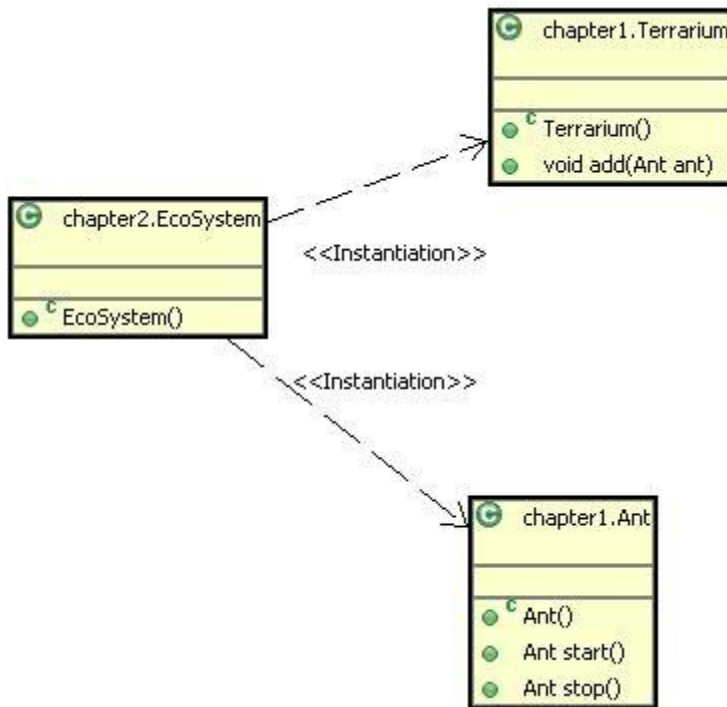 chapter1.Terrarium
C Terrarium()
void add(Ant ant)
chapter2.EcoSystem
C EcoSystem()
<<Instantiation>>
<<Instantiation>>
chapter1.Ant
C Ant()
Ant start()
Ant stop()